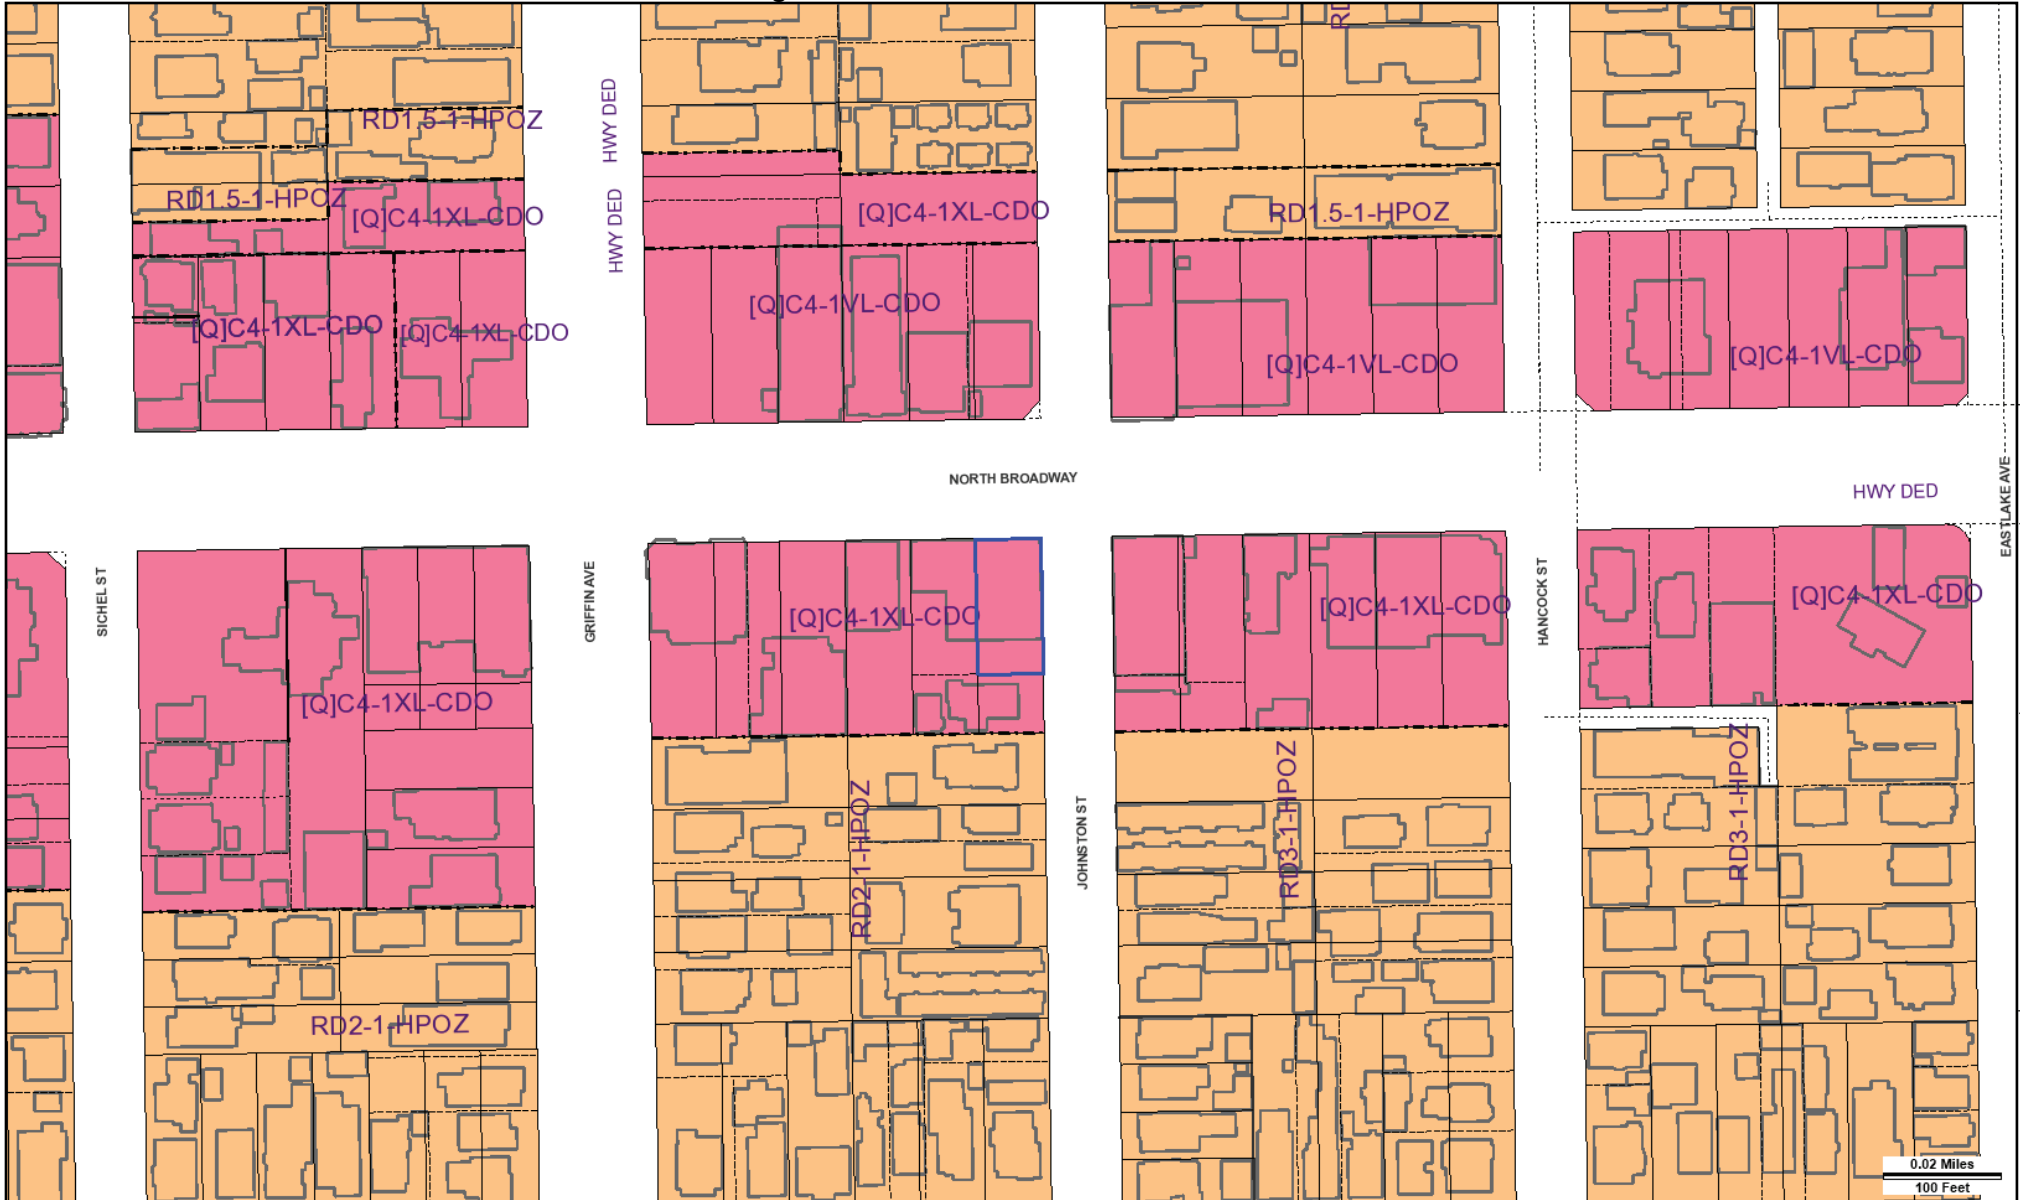 RD
HWY DED
RD1.5-1-HPOZ
RD1.5-1-HPOZ
[Q]C4-1XL-CDO
HWY DED
[Q]C4-1XL-CDO
RD1.5-1-HPOZ
[Q]C4-1XL-CDO
[Q]C4-1XL-CDO
[Q]C4-1VL-CDO
[Q]C4-1VL-CDO
[Q]C4-1VL-CDO
NORTH BROADWAY
HWY DED
EASTLAKE AVE
SICHEL ST
GRIFFIN AVE
[Q]C4-1XL-CDO
[Q]C4-1XL-CDO
HANCOCK ST
[Q]C4-1XL-CDO
[Q]C4-1XL-CDO
RD2-1-HPOZ
JOHNSTON ST
RD3-1-HPOZ
RD3-1-HPOZ
RD2-1-HPOZ
0.02 Miles
100 Feet